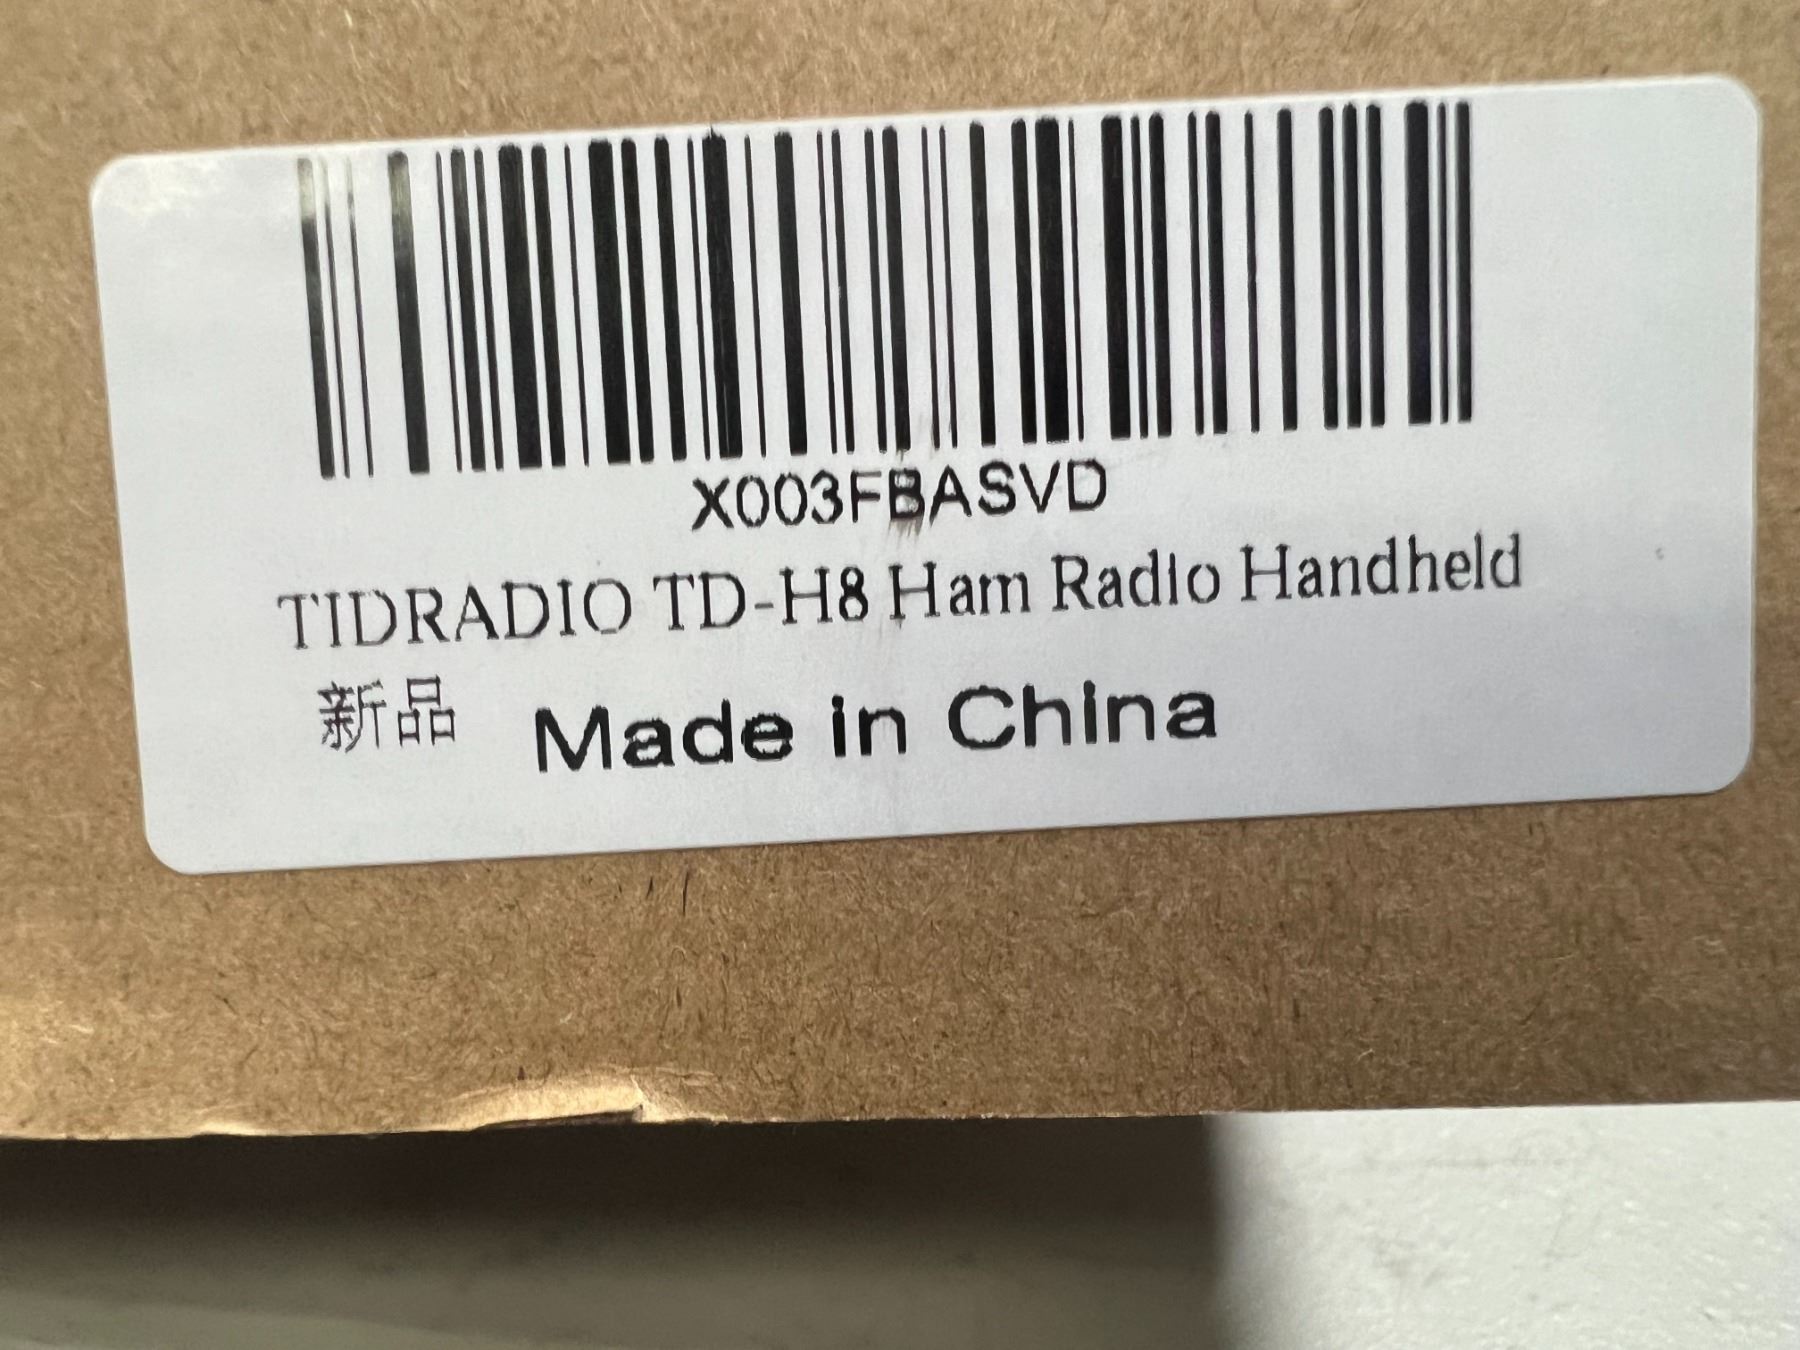 X003FBASVD
TIDRADIO TD-H8 Ham Radio Handheld
新品 Made in China